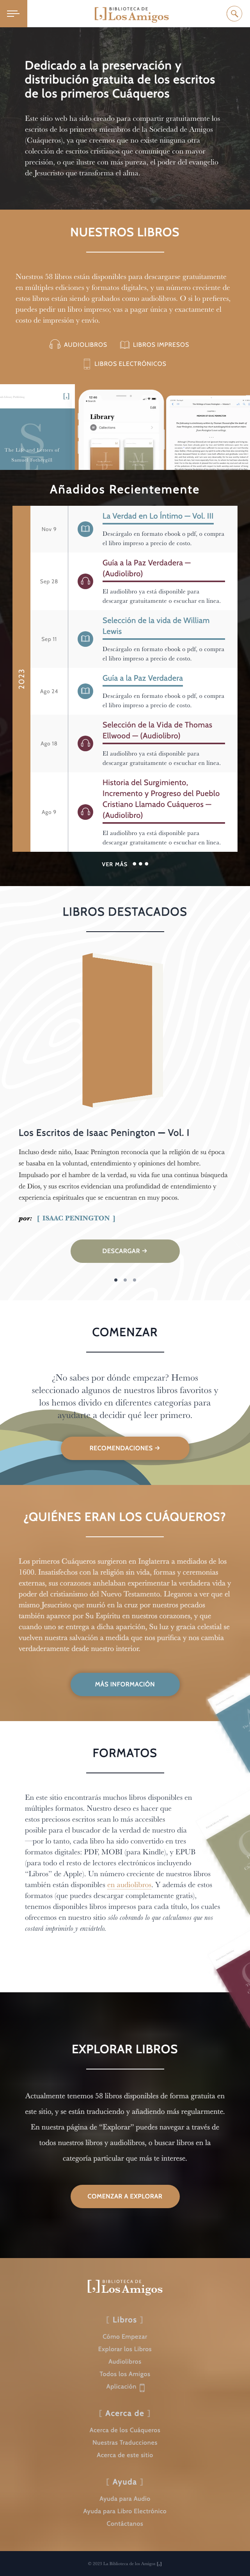 BIBLIOTECA DE
Los Amigos
Dedicado a la preservación y
distribución gratuita de los escritos
de los primeros Cuáqueros
Este sitio web ha sido creado para compartir gratuitamente los
escritos de los primeros miembros de la Sociedad de Amigos
(Cuáqueros), ya que creemos que no existe ninguna otra
colección de escritos cristianos que comunique con mayor
precisión, o que ilustre con más pureza, el poder del evangelio
de Jesucristo que transforma el alma.
NUESTROS LIBROS
Nuestros 58 libros están disponibles para descargarse gratuitamente
en múltiples ediciones y formatos digitales, y un número creciente de
estos libros están siendo grabados como audiolibros. O si lo prefieres,
puedes pedir un libro impreso; vas a pagar única y exactamente el
costo de impresión y envío.
AUDIOLIBROS
LIBROS IMPRESOS
LIBROS ELECTRÓNICOS
Library
Añadidos Recientemente
2023
Nov 9
La Verdad en Lo Íntimo — Vol. III
Descárgalo en formato ebook o pdf, o compra
el libro impreso a precio de costo.
Sep 28
Guía a la Paz Verdadera —
(Audiolibro)
El audiolibro ya está disponible para
descargar gratuitamente o escuchar en línea.
Sep 11
Selección de la vida de William
Lewis
Descárgalo en formato ebook o pdf, o compra
el libro impreso a precio de costo.
Ago 24
Guía a la Paz Verdadera
Descárgalo en formato ebook o pdf, o compra
el libro impreso a precio de costo.
Ago 18
Selección de la Vida de Thomas
Ellwood — (Audiolibro)
El audiolibro ya está disponible para
descargar gratuitamente o escuchar en línea.
Ago 9
Historia del Surgimiento,
Incremento y Progreso del Pueblo
Cristiano Llamado Cuáqueros —
(Audiolibro)
El audiolibro ya está disponible para
descargar gratuitamente o escuchar en línea.
VER MÁS
LIBROS DESTACADOS
Los Escritos de Isaac Penington — Vol. I
Incluso desde niño, Isaac Penington reconocía que la religión de su época
se basaba en la voluntad, entendimiento y opiniones del hombre.
Impulsado por el hambre de la verdad, su vida fue una continua búsqueda
de Dios, y sus escritos evidencian una profundidad de entendimiento y
experiencia espirituales que se encuentran en muy pocos.
por: [ ISAAC PENINGTON ]
DESCARGAR →
COMENZAR
¿No sabes por dónde empezar? Hemos
seleccionado algunos de nuestros libros favoritos y
los hemos divido en diferentes categorías para
ayudarte a decidir qué leer primero.
RECOMENDACIONES →
¿QUIÉNES ERAN LOS CUÁQUEROS?
Los primeros Cuáqueros surgieron en Inglaterra a mediados de los
1600. Insatisfechos con la religión sin vida, formas y ceremonias
externas, sus corazones anhelaban experimentar la verdadera vida y
poder del cristianismo del Nuevo Testamento. Llegaron a ver que el
mismo Jesucristo que murió en la cruz por nuestros pecados
también aparece por Su Espíritu en nuestros corazones, y que
cuando uno se entrega a dicha aparición, Su luz y gracia celestial se
vuelven nuestra salvación a medida que nos purifica y nos cambia
verdaderamente desde nuestro interior.
MÁS INFORMACIÓN
FORMATOS
En este sitio encontrarás muchos libros disponibles en
múltiples formatos. Nuestro deseo es hacer que
estos preciosos escritos sean lo más accesibles
posible para el buscador de la verdad de nuestro día
—por lo tanto, cada libro ha sido convertido en tres
formatos digitales: PDF, MOBI (para Kindle), y EPUB
(para todo el resto de lectores electrónicos incluyendo
“Libros” de Apple). Un creciente número de nuestros libros
también están disponibles en audiolibros. Y además de estos
formatos (que puedes descargar completamente gratis),
tenemos disponibles libros impresos para cada título, los cuales
ofrecemos en nuestro sitio sólo cobrando lo que calculamos que nos
costará imprimirlo y enviártelo.
EXPLORAR LIBROS
Actualmente tenemos 58 libros disponibles de forma gratuita en
este sitio, y se están traduciendo y añadiendo más regularmente.
En nuestra página de “Explorar” puedes navegar a través de
todos nuestros libros y audiolibros, o buscar libros en la
categoría particular que más te interese.
COMENZAR A EXPLORAR
BIBLIOTECA DE
Los Amigos
[ Libros ]
Cómo Empezar
Explorar los Libros
Audiolibros
Todos los Amigos
Aplicación
[ Acerca de ]
Acerca de los Cuáqueros
Nuestras Traducciones
Acerca de este sitio
[ Ayuda ]
Ayuda para Audio
Ayuda para Libro Electrónico
Contáctanos
© 2023 La Biblioteca de los Amigos